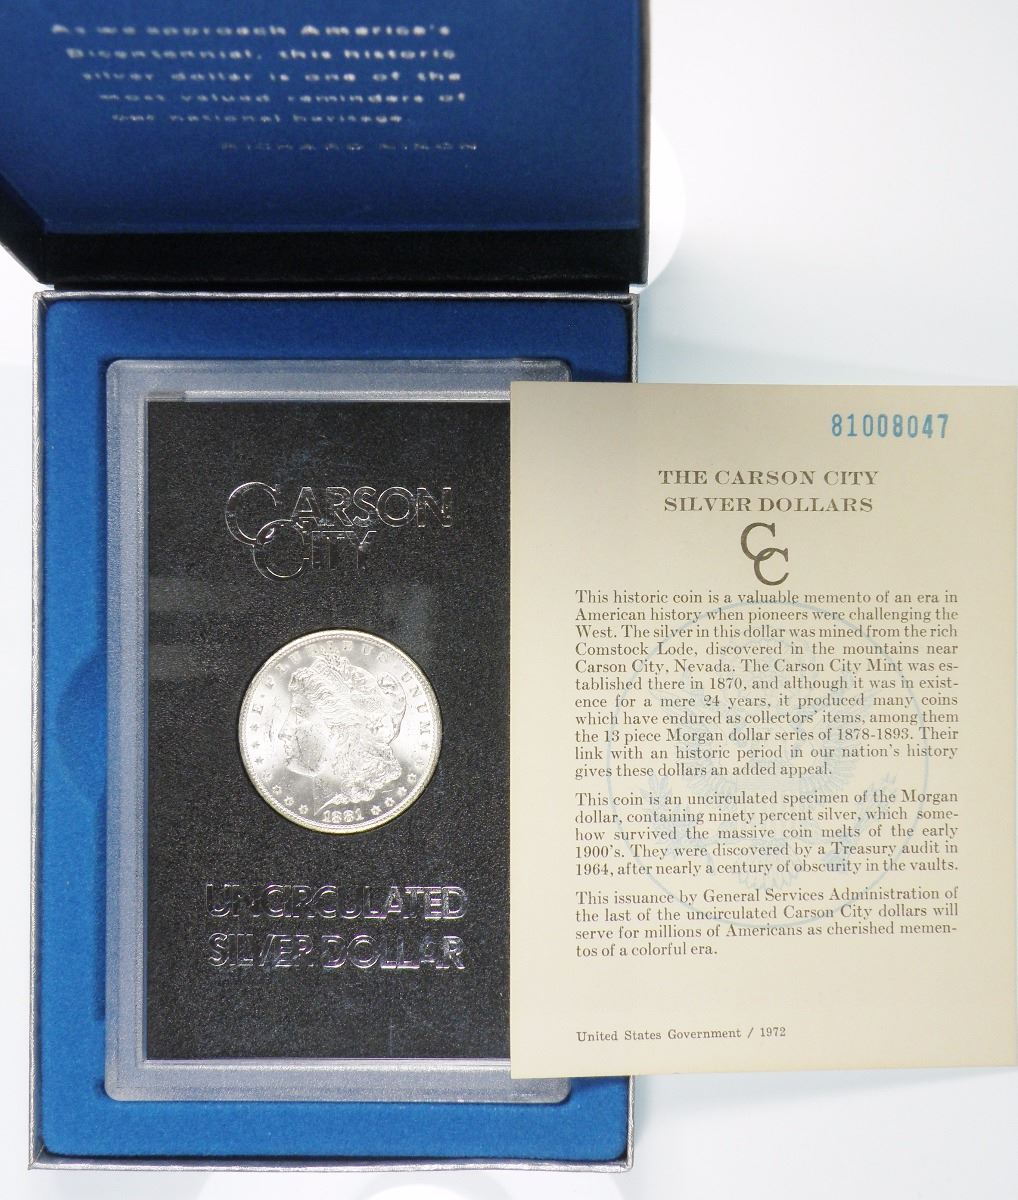 As we approach America's
Bicentennial, this historic
silver dollar is one of the
most valued reminders of
our national heritage.
RICHARD NIXON
CARSON
CITY
E·PLURIBUS·UNUM
1881
UNCIRCULATED
SILVER DOLLAR
81008047
THE CARSON CITY
SILVER DOLLARS
CC
This historic coin is a valuable memento of an era in
American history when pioneers were challenging the
West. The silver in this dollar was mined from the rich
Comstock Lode, discovered in the mountains near
Carson City, Nevada. The Carson City Mint was es-
tablished there in 1870, and although it was in exist-
ence for a mere 24 years, it produced many coins
which have endured as collectors' items, among them
the 13 piece Morgan dollar series of 1878-1893. Their
link with an historic period in our nation's history
gives these dollars an added appeal.
This coin is an uncirculated specimen of the Morgan
dollar, containing ninety percent silver, which some-
how survived the massive coin melts of the early
1900's. They were discovered by a Treasury audit in
1964, after nearly a century of obscurity in the vaults.
This issuance by General Services Administration of
the last of the uncirculated Carson City dollars will
serve for millions of Americans as cherished memen-
tos of a colorful era.
United States Government / 1972